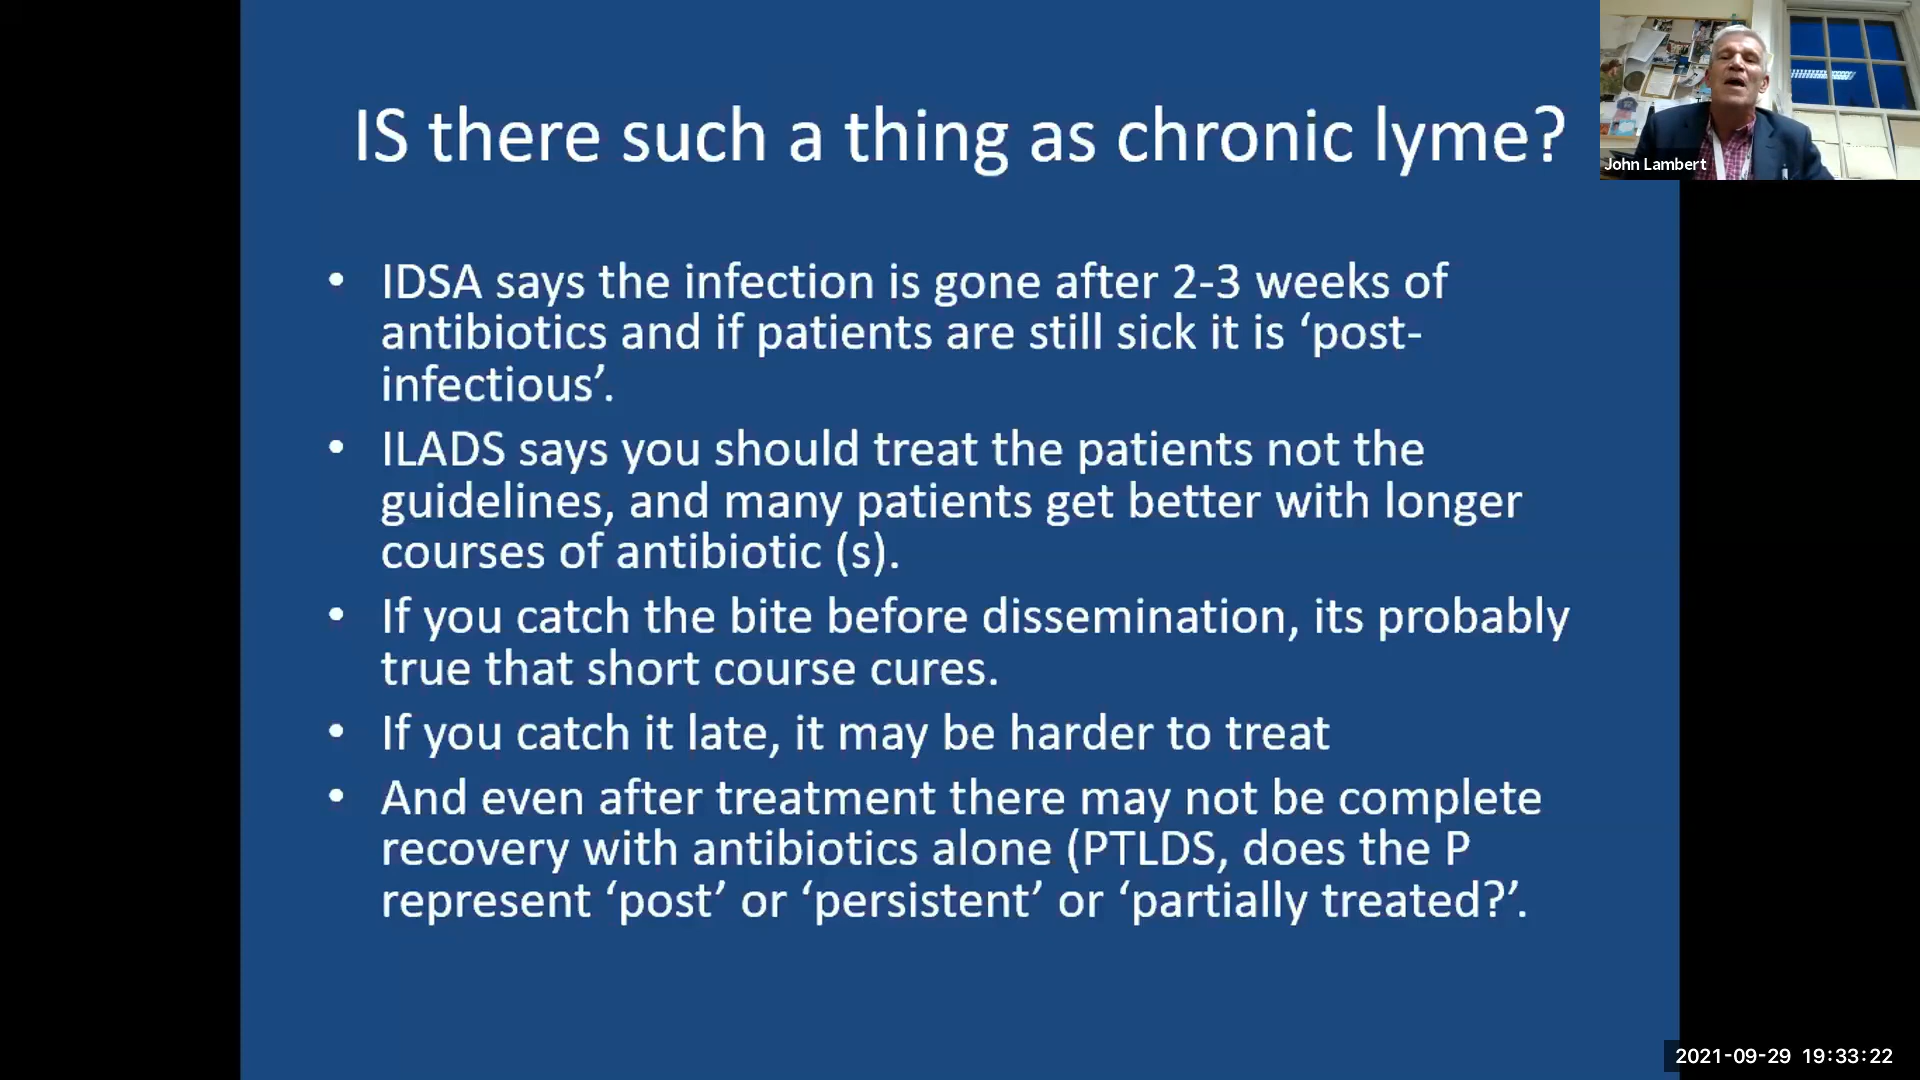 IS there such a thing as chronic lyme?
John Lambert
• IDSA says the infection is gone after 2-3 weeks of
antibiotics and if patients are still sick it is ‘post-
infectious’.
• ILADS says you should treat the patients not the
guidelines, and many patients get better with longer
courses of antibiotic (s).
• If you catch the bite before dissemination, its probably
true that short course cures.
• If you catch it late, it may be harder to treat
• And even after treatment there may not be complete
recovery with antibiotics alone (PTLDS, does the P
represent ‘post’ or ‘persistent’ or ‘partially treated?’.
2021-09-29 19:33:22